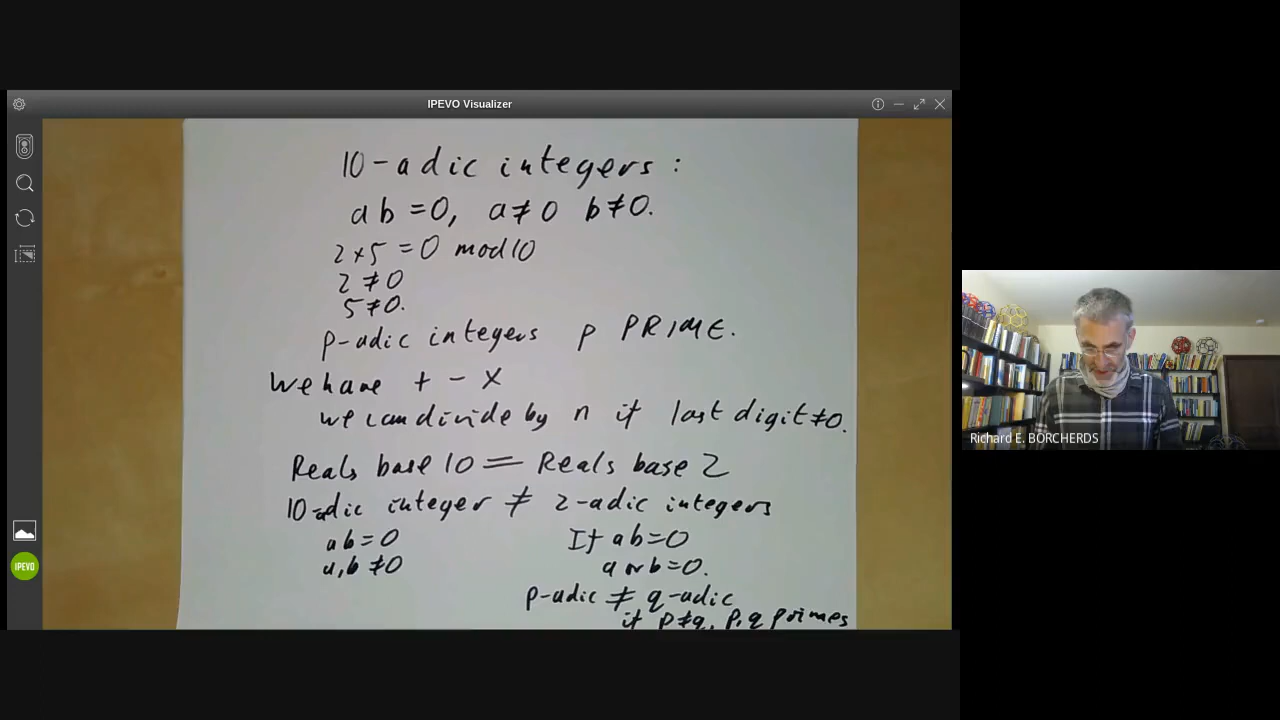 IPEVO Visualizer
10-adic integers :
ab = 0, a ≠ 0 b ≠ 0.
2 × 5 = 0 mod 10
2 ≠ 0
5 ≠ 0.
p-adic integers p PRIME.
We have + - ×
we can divide by n if last digit ≠ 0.
Reals base 10 = Reals base 2
10-adic integer ≠ 2-adic integers
ab = 0 If ab = 0
a, b ≠ 0 a or b = 0.
p-adic ≠ q-adic
if p ≠ q, p, q primes
IPEVO
Richard E. BORCHERDS